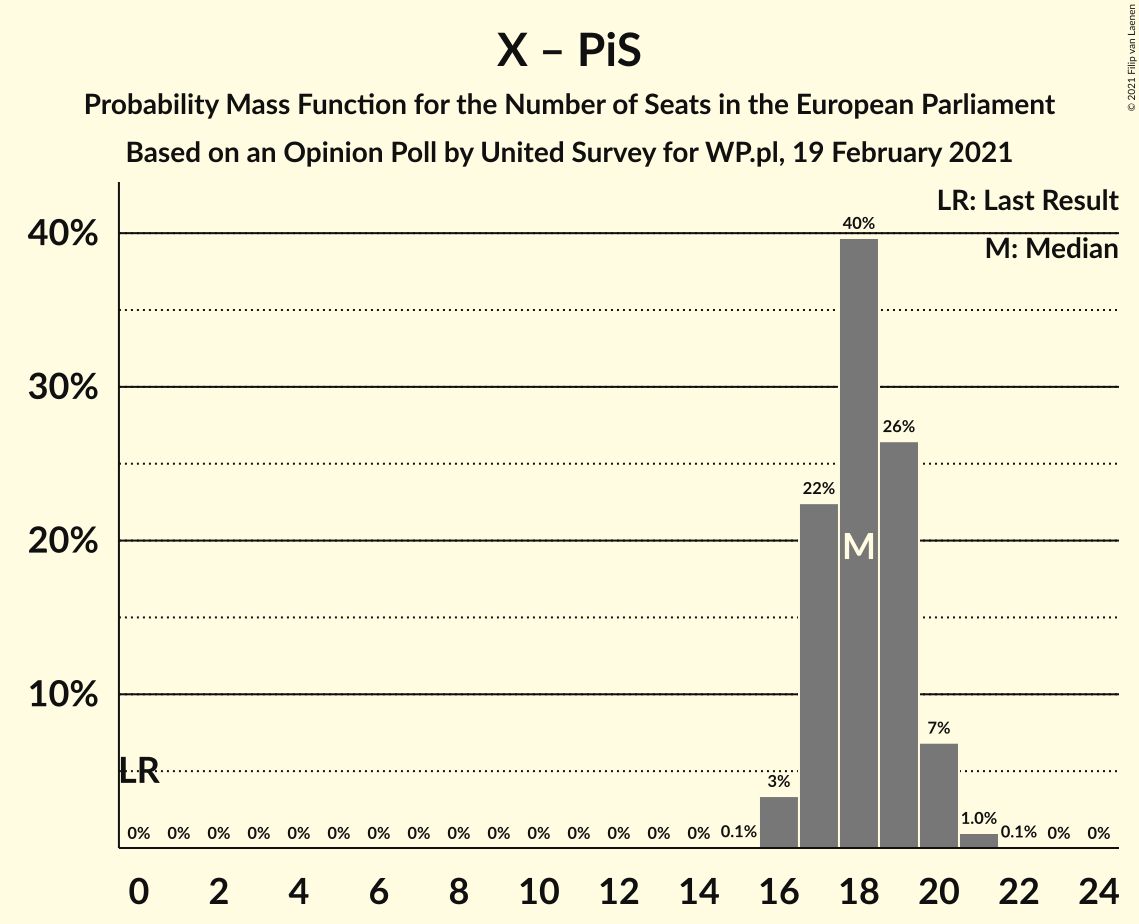 X – PiS
Probability Mass Function for the Number of Seats in the European Parliament
Based on an Opinion Poll by United Survey for WP.pl, 19 February 2021
© 2021 Filip van Laenen
LR: Last Result
M: Median
40%
30%
20%
10%
LR
M
0% 0% 0% 0% 0% 0% 0% 0% 0% 0% 0% 0% 0% 0% 0% 0.1% 3% 22% 40% 26% 7% 1.0% 0.1% 0% 0%
0 2 4 6 8 10 12 14 16 18 20 22 24